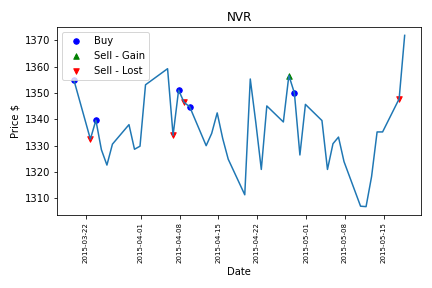 NVR
Buy
Sell - Gain
Sell - Lost
Price $
1370
1360
1350
1340
1330
1320
1310
2015-03-22
2015-04-01
2015-04-08
2015-04-15
2015-04-22
2015-05-01
2015-05-08
2015-05-15
Date